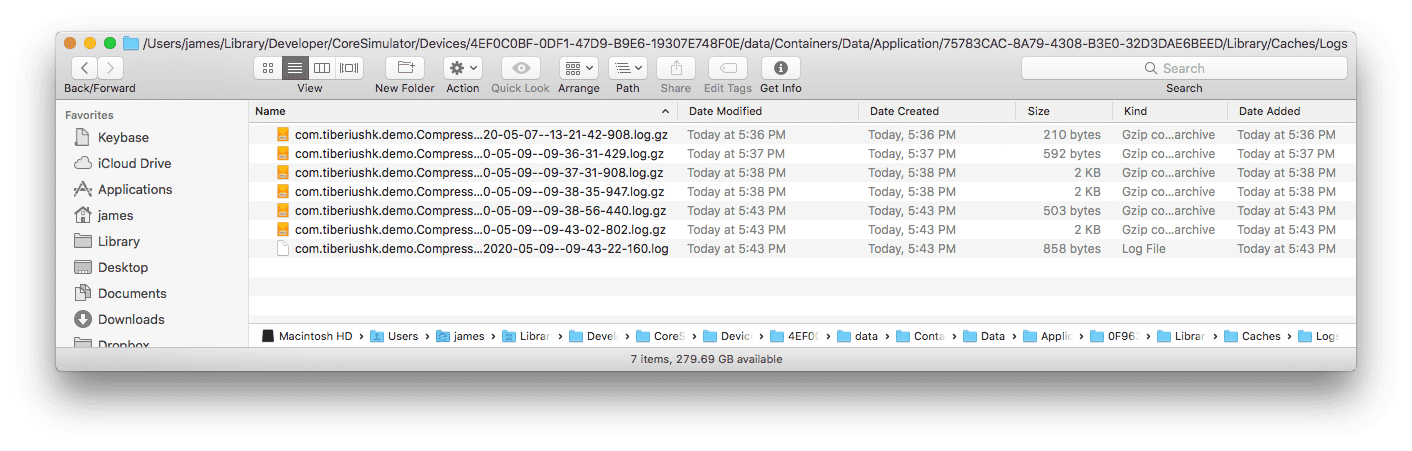 /Users/james/Library/Developer/CoreSimulator/Devices/4EF0C0BF-0DF1-47D9-B9E6-19307E748F0E/data/Containers/Data/Application/75783CAC-8A79-4308-B3E0-32D3DAE6BEED/Library/Caches/Logs
Search
Back/Forward View New Folder Action Quick Look Arrange Path Share Edit Tags Get Info Search
Favorites
Keybase
iCloud Drive
Applications
james
Library
Desktop
Documents
Downloads
Dropbox
Name Date Modified Date Created Size Kind Date Added
com.tiberiushk.demo.Compress...20-05-07--13-21-42-908.log.gz Today at 5:36 PM Today, 5:36 PM 210 bytes Gzip co...archive Today at 5:36 PM
com.tiberiushk.demo.Compress...0-05-09--09-36-31-429.log.gz Today at 5:37 PM Today, 5:37 PM 592 bytes Gzip co...archive Today at 5:37 PM
com.tiberiushk.demo.Compress...0-05-09--09-37-31-908.log.gz Today at 5:38 PM Today, 5:38 PM 2 KB Gzip co...archive Today at 5:38 PM
com.tiberiushk.demo.Compress...0-05-09--09-38-35-947.log.gz Today at 5:38 PM Today, 5:38 PM 2 KB Gzip co...archive Today at 5:38 PM
com.tiberiushk.demo.Compress...0-05-09--09-38-56-440.log.gz Today at 5:43 PM Today, 5:43 PM 503 bytes Gzip co...archive Today at 5:43 PM
com.tiberiushk.demo.Compress...0-05-09--09-43-02-802.log.gz Today at 5:43 PM Today, 5:43 PM 2 KB Gzip co...archive Today at 5:43 PM
com.tiberiushk.demo.Compress...2020-05-09--09-43-22-160.log Today at 5:43 PM Today, 5:43 PM 858 bytes Log File Today at 5:43 PM
Macintosh HD › Users › james › Librar › Devel › CoreS › Devic › 4EF0C › data › Conta › Data › Applic › 0F963 › Librar › Caches › Logs
7 items, 279.69 GB available